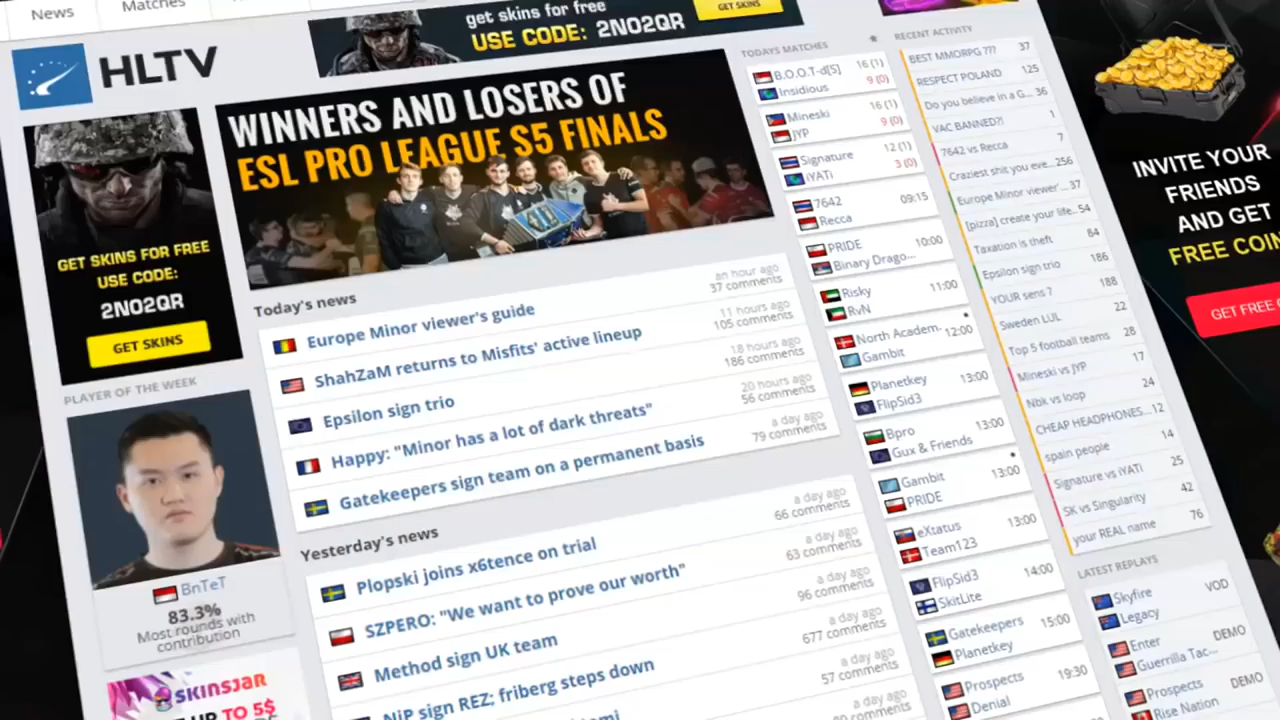 News
Matches
HLTV
get skins for free
USE CODE: 2NO2QR
GET SKINS
GET SKINS FOR FREE
USE CODE:
2NO2QR
GET SKINS
PLAYER OF THE WEEK
BnTeT
83.3%
Most rounds with
contribution
SKINSJAR
UP TO 5$
WINNERS AND LOSERS OF
ESL PRO LEAGUE S5 FINALS
Today's news
Europe Minor viewer's guide
an hour ago
37 comments
ShahZaM returns to Misfits' active lineup
11 hours ago
105 comments
Epsilon sign trio
18 hours ago
186 comments
Happy: "Minor has a lot of dark threats"
20 hours ago
56 comments
Gatekeepers sign team on a permanent basis
a day ago
79 comments
Yesterday's news
Plopski joins x6tence on trial
a day ago
66 comments
SZPERO: "We want to prove our worth"
a day ago
63 comments
Method sign UK team
a day ago
96 comments
NiP sign REZ; friberg steps down
a day ago
677 comments
a day ago
57 comments
a day ago
TODAYS MATCHES
B.O.O.T-d[S] 16 (1)
Insidious 9 (0)
Mineski 16 (1)
JYP 9 (0)
Signature 12 (1)
iYATi 3 (0)
7642 09:15
Recca
PRIDE 10:00
Binary Drago...
Risky 11:00
RvN
North Academ. 12:00
Gambit
Planetkey 13:00
FlipSid3
Bpro 13:00
Gux & Friends
Gambit 13:00
PRIDE
eXtatus 13:00
Team123
FlipSid3 14:00
SkitLite
Gatekeepers 15:00
Planetkey
Prospects 19:30
Denial
RECENT ACTIVITY
BEST MMORPG ??? 37
RESPECT POLAND 125
Do you believe in a G... 36
VAC BANNED?! 1
7642 vs Recca 7
Craziest shit you eve... 256
Europe Minor viewer'... 37
[pizza] create your life.. 54
Taxation is theft 84
Epsilon sign trio 186
YOUR sens ? 188
Sweden LUL 22
Top 5 football teams 28
Mineski vs JYP 17
Nbk vs loop 24
CHEAP HEADPHONES... 12
spain people 14
Signature vs iYATi 25
SK vs Singularity 42
your REAL name 76
LATEST REPLAYS
Skyfire VOD
Legacy
Enter DEMO
Guerrilla Tac...
Prospects DEMO
Rise Nation
INVITE YOUR
FRIENDS
AND GET
FREE COIN
GET FREE